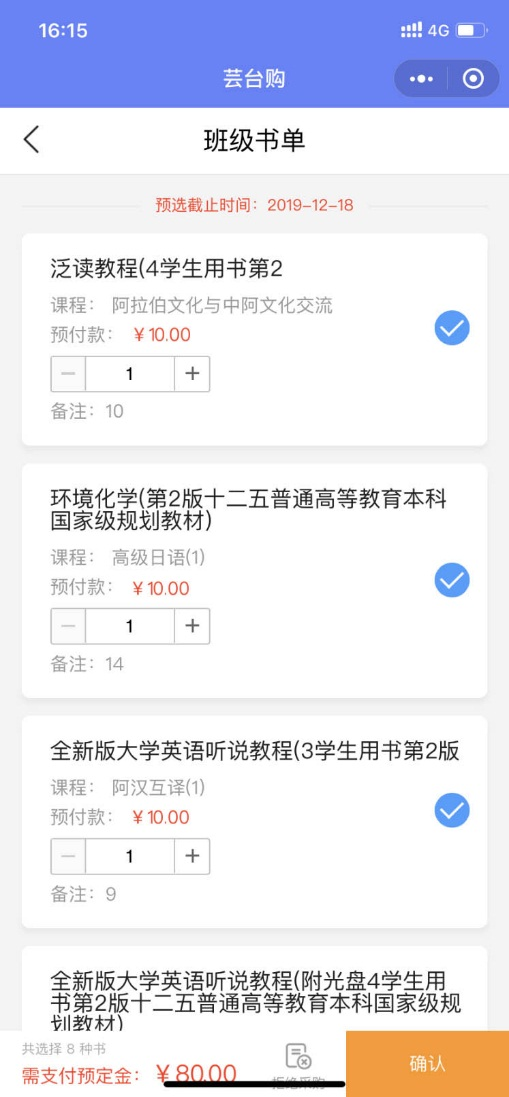 16:15
4G
芸台购
班级书单
预选截止时间：2019-12-18
泛读教程(4学生用书第2
课程： 阿拉伯文化与中阿文化交流
预付款： ￥10.00
1
备注：10
环境化学(第2版十二五普通高等教育本科
国家级规划教材)
课程： 高级日语(1)
预付款： ￥10.00
1
备注：14
全新版大学英语听说教程(3学生用书第2版
课程： 阿汉互译(1)
预付款： ￥10.00
1
备注：9
全新版大学英语听说教程(附光盘4学生用
书第2版十二五普通高等教育本科国家级规
划教材)
共选择 8 种书
需支付预定金： ￥80.00
拒绝采购
确认